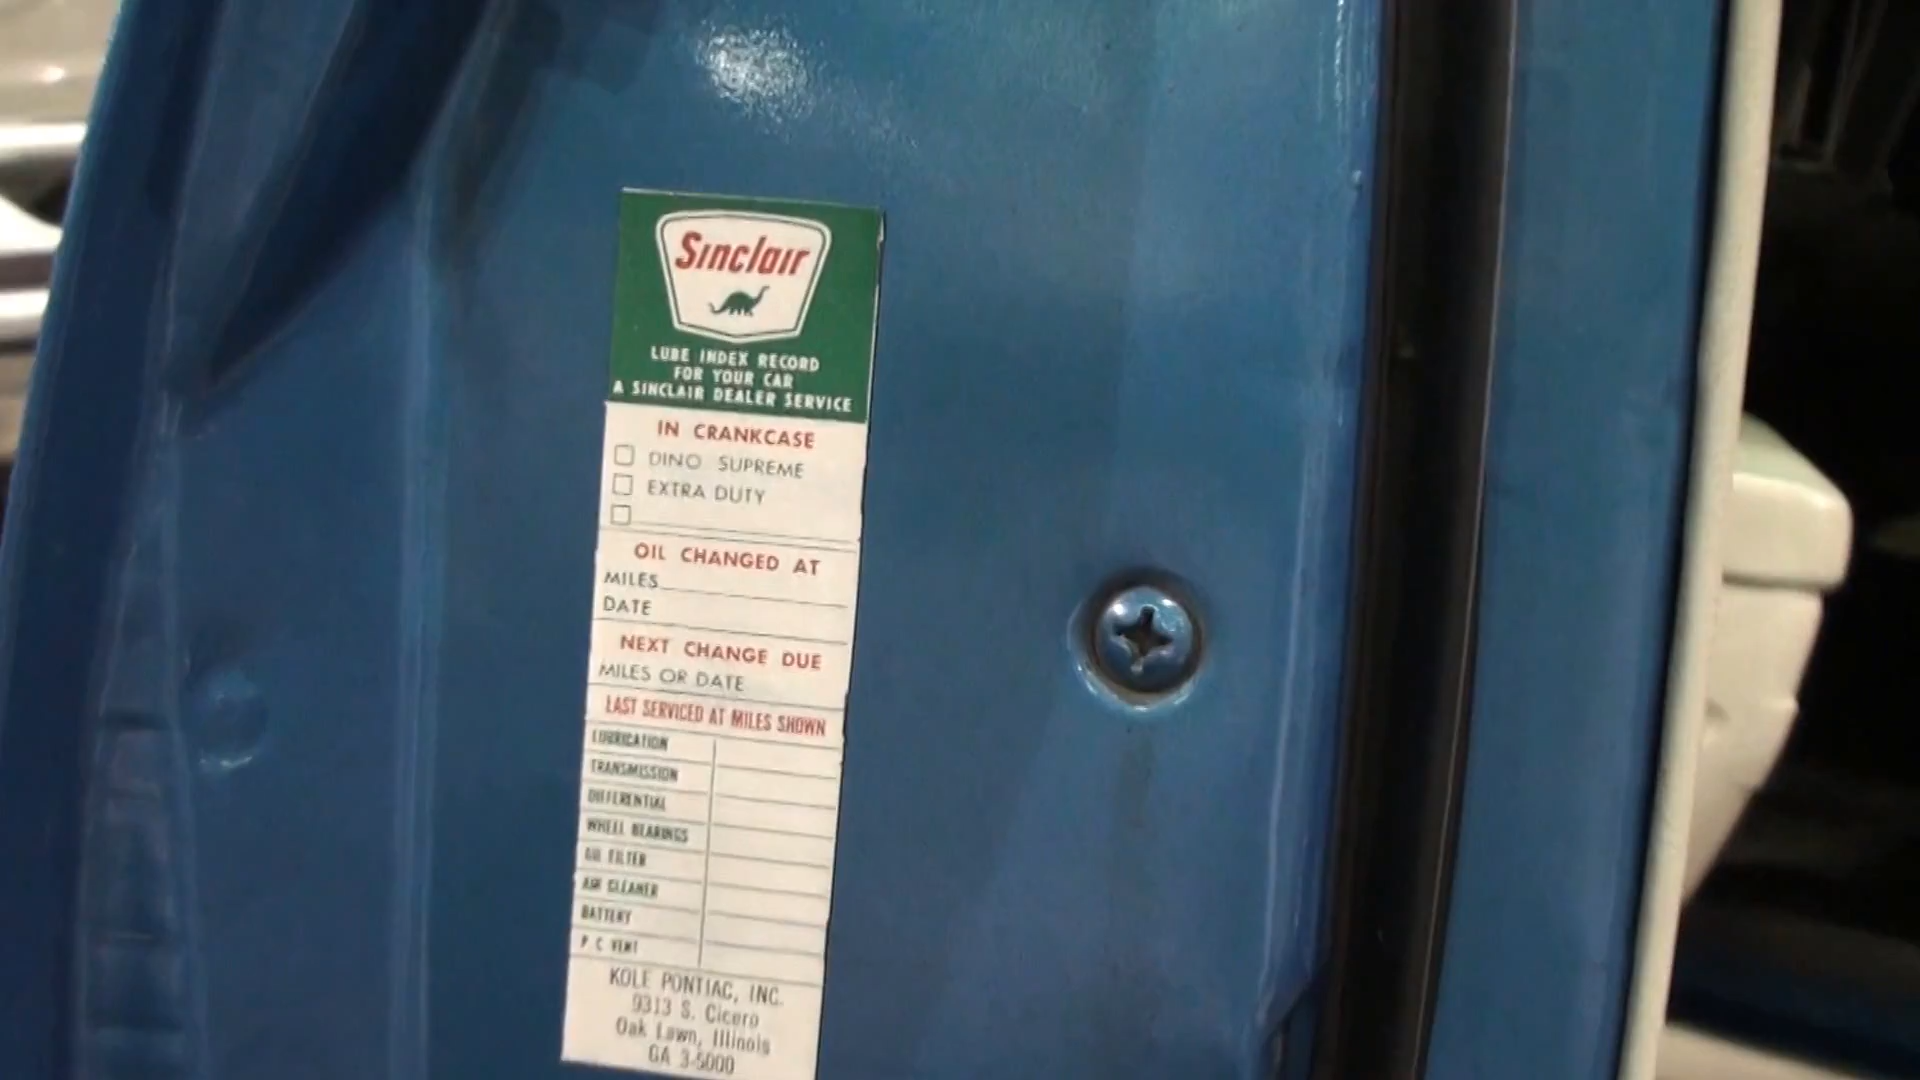 Sinclair
LUBE INDEX RECORD
FOR YOUR CAR
A SINCLAIR DEALER SERVICE
IN CRANKCASE
DINO SUPREME
EXTRA DUTY
OIL CHANGED AT
MILES
DATE
NEXT CHANGE DUE
MILES OR DATE
LAST SERVICED AT MILES SHOWN
LUBRICATION
TRANSMISSION
DIFFERENTIAL
WHEEL BEARINGS
OIL FILTER
AIR CLEANER
BATTERY
P C VENT
KOLE PONTIAC, INC.
9313 S. Cicero
Oak Lawn, Illinois
GA 3-5000